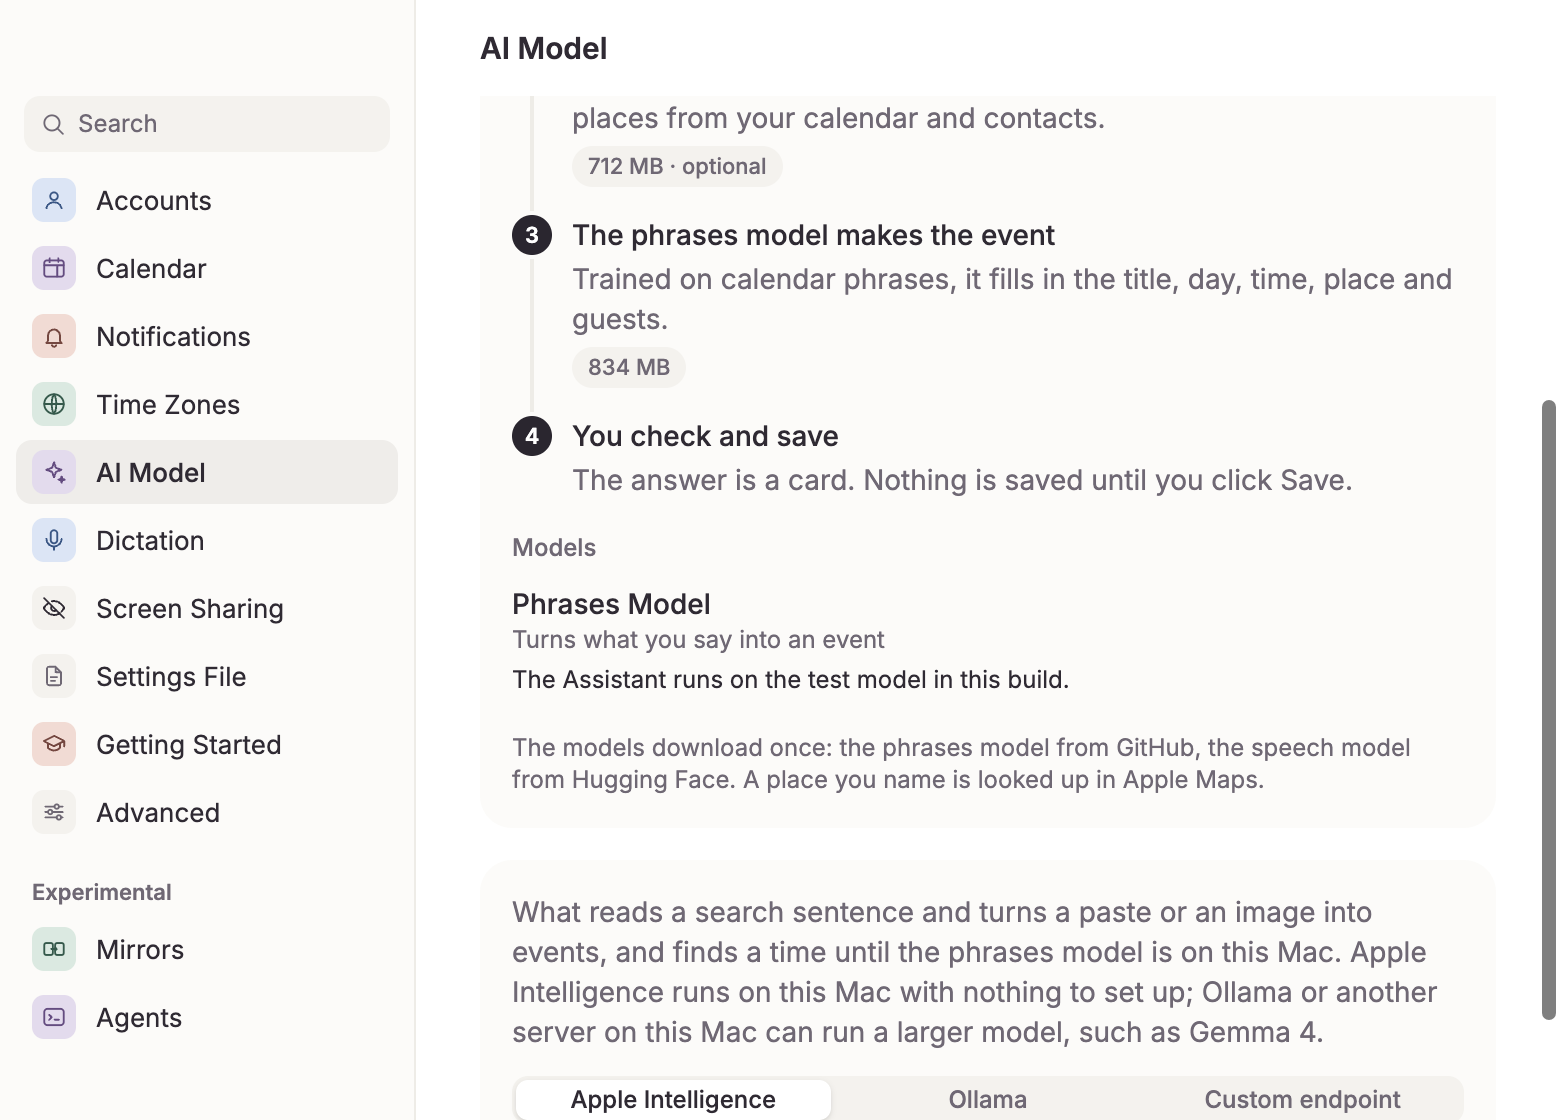 AI Model
Search
Accounts
Calendar
Notifications
Time Zones
AI Model
Dictation
Screen Sharing
Settings File
Getting Started
Advanced
Experimental
Mirrors
Agents
places from your calendar and contacts.
712 MB · optional
3
The phrases model makes the event
Trained on calendar phrases, it fills in the title, day, time, place and
guests.
834 MB
4
You check and save
The answer is a card. Nothing is saved until you click Save.
Models
Phrases Model
Turns what you say into an event
The Assistant runs on the test model in this build.
The models download once: the phrases model from GitHub, the speech model
from Hugging Face. A place you name is looked up in Apple Maps.
What reads a search sentence and turns a paste or an image into
events, and finds a time until the phrases model is on this Mac. Apple
Intelligence runs on this Mac with nothing to set up; Ollama or another
server on this Mac can run a larger model, such as Gemma 4.
Apple Intelligence
Ollama
Custom endpoint